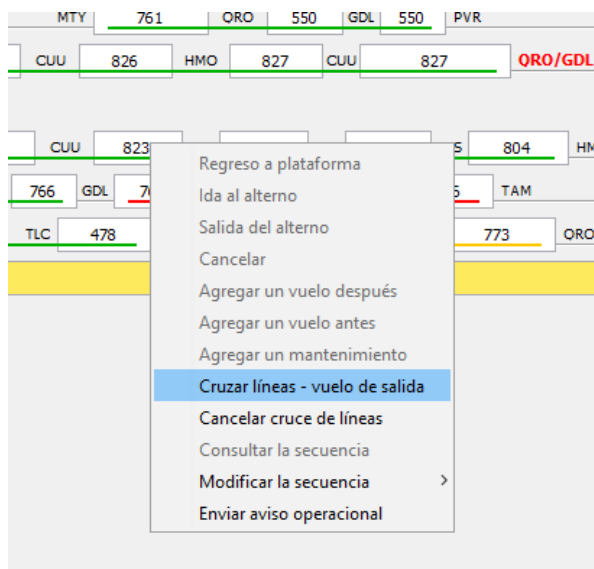 MTY 761 QRO 550 GDL 550 PVR
CUU 826 HMO 827 CUU 827 QRO/GDL
CUU 823 804
766 GDL TAM
TLC 478 773 QRO
Regreso a plataforma
Ida al alterno
Salida del alterno
Cancelar
Agregar un vuelo después
Agregar un vuelo antes
Agregar un mantenimiento
Cruzar líneas - vuelo de salida
Cancelar cruce de líneas
Consultar la secuencia
Modificar la secuencia
Enviar aviso operacional